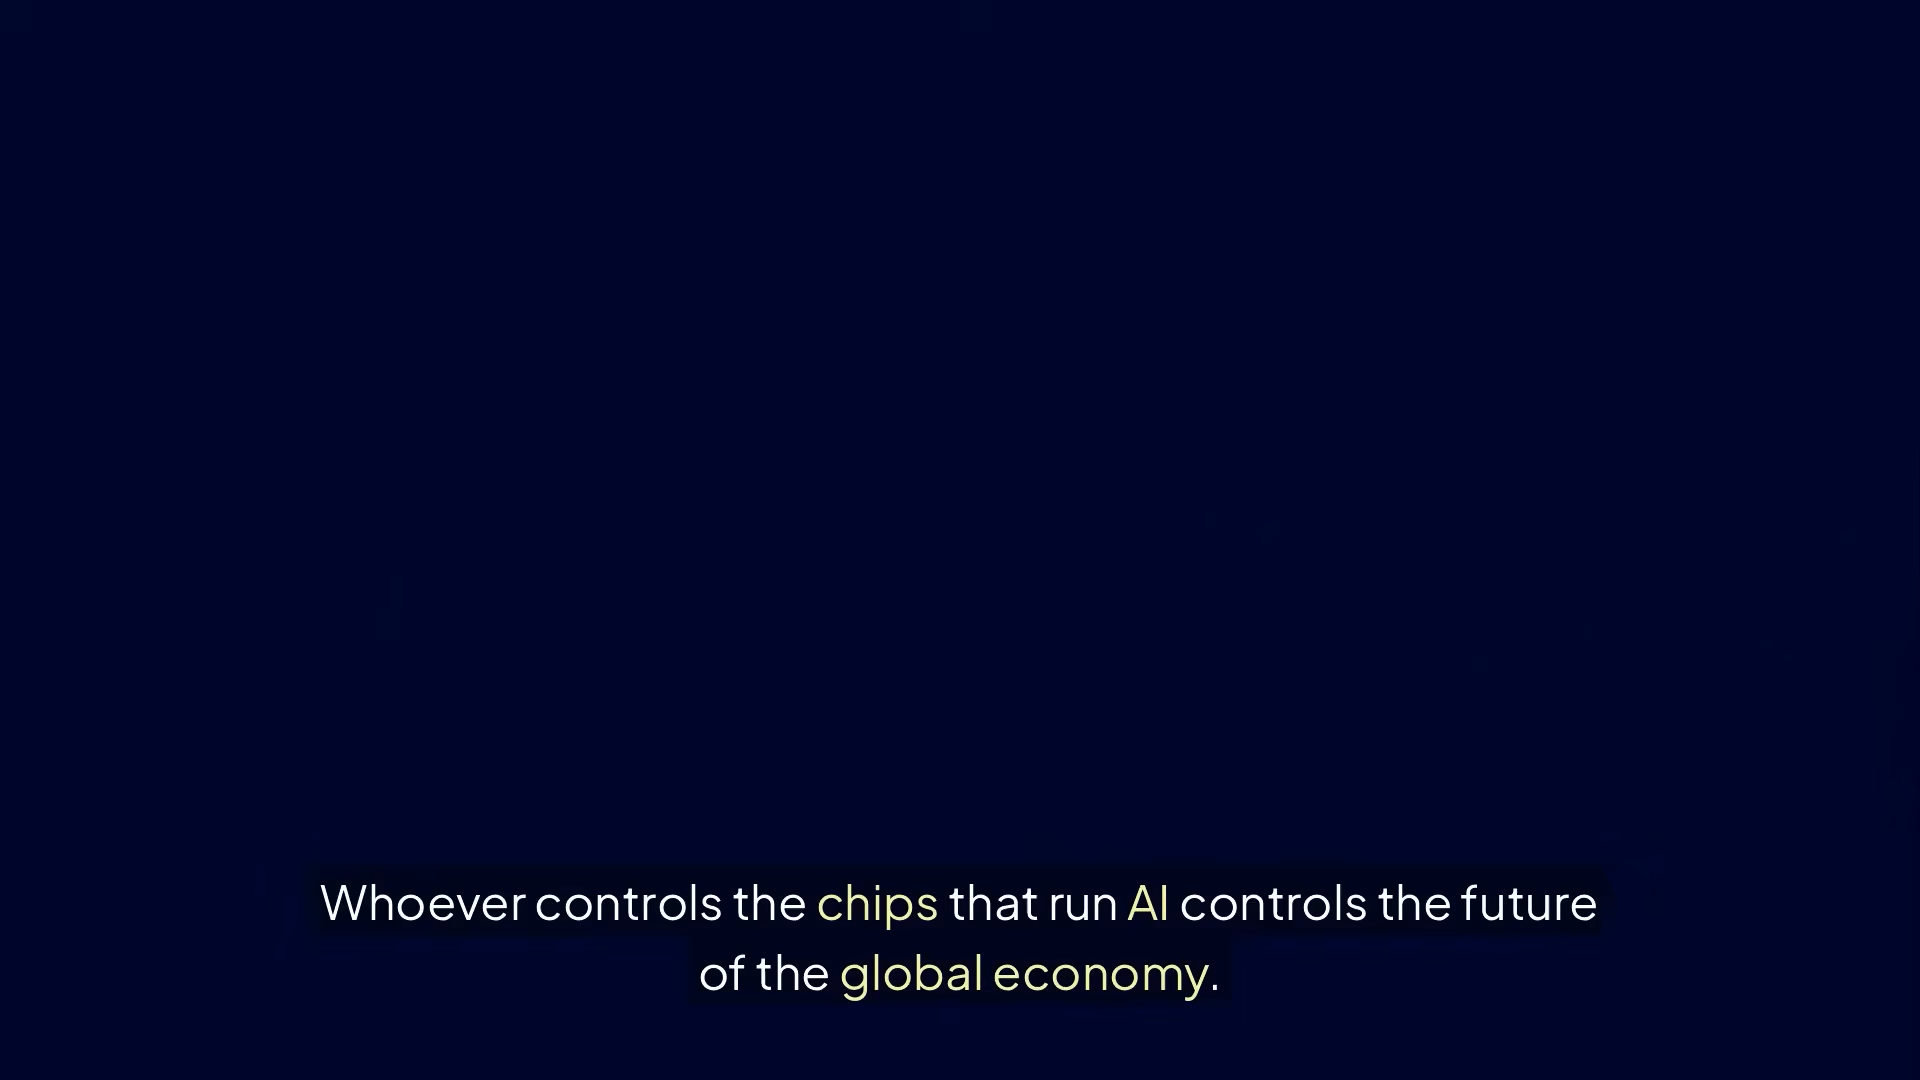 Whoever controls the chips that run AI controls the future
of the global economy.